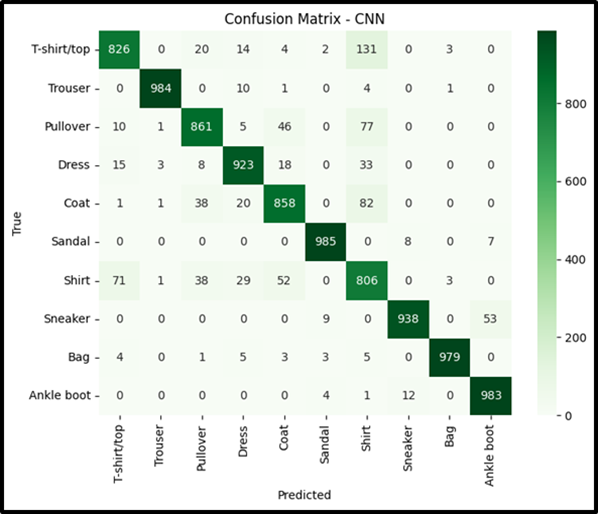 Confusion Matrix - CNN
T-shirt/top 826 0 20 14 4 2 131 0 3 0
Trouser 0 984 0 10 1 0 4 0 1 0
Pullover 10 1 861 5 46 0 77 0 0 0
Dress 15 3 8 923 18 0 33 0 0 0
Coat 1 1 38 20 858 0 82 0 0 0
Sandal 0 0 0 0 0 985 0 8 0 7
Shirt 71 1 38 29 52 0 806 0 3 0
Sneaker 0 0 0 0 0 9 0 938 0 53
Bag 4 0 1 5 3 3 5 0 979 0
Ankle boot 0 0 0 0 0 4 1 12 0 983
T-shirt/top Trouser Pullover Dress Coat Sandal Shirt Sneaker Bag Ankle boot
Predicted
True
800
600
400
200
0